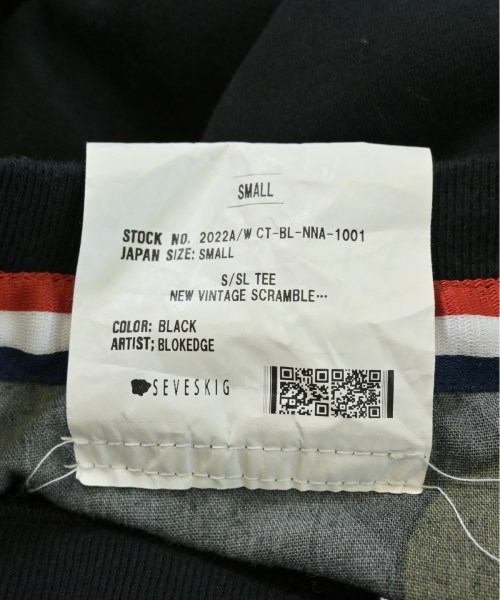 SMALL
STOCK NO. 2022A/W CT-BL-NNA-1001
JAPAN SIZE: SMALL
S/SL TEE
NEW VINTAGE SCRAMBLE…
COLOR: BLACK
ARTIST; BLOKEDGE
SEVESKIG